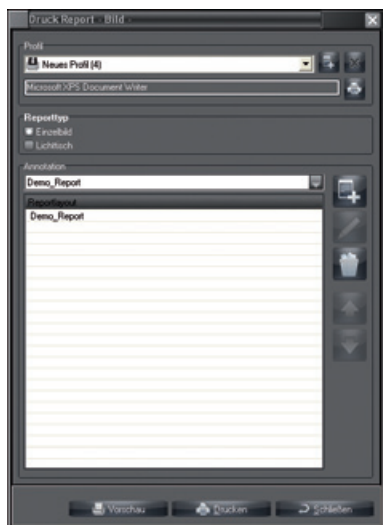 Druck Report - Bild -
Profil
Neues Profil (4)
Microsoft XPS Document Writer
Reporttyp
Einzelbild
Lichttisch
Annotation
Demo_Report
Reportlayout
Demo_Report
Vorschau
Drucken
Schließen